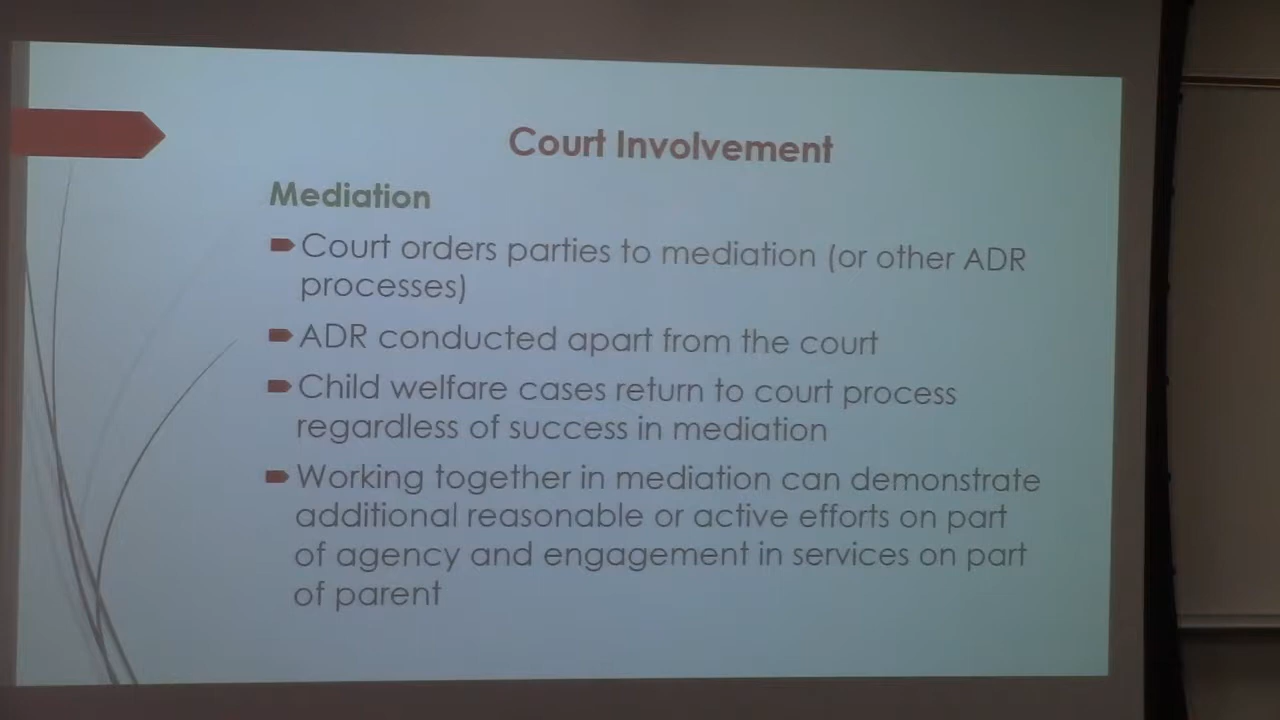 Court Involvement
Mediation
Court orders parties to mediation (or other ADR
processes)
ADR conducted apart from the court
Child welfare cases return to court process
regardless of success in mediation
Working together in mediation can demonstrate
additional reasonable or active efforts on part
of agency and engagement in services on part
of parent